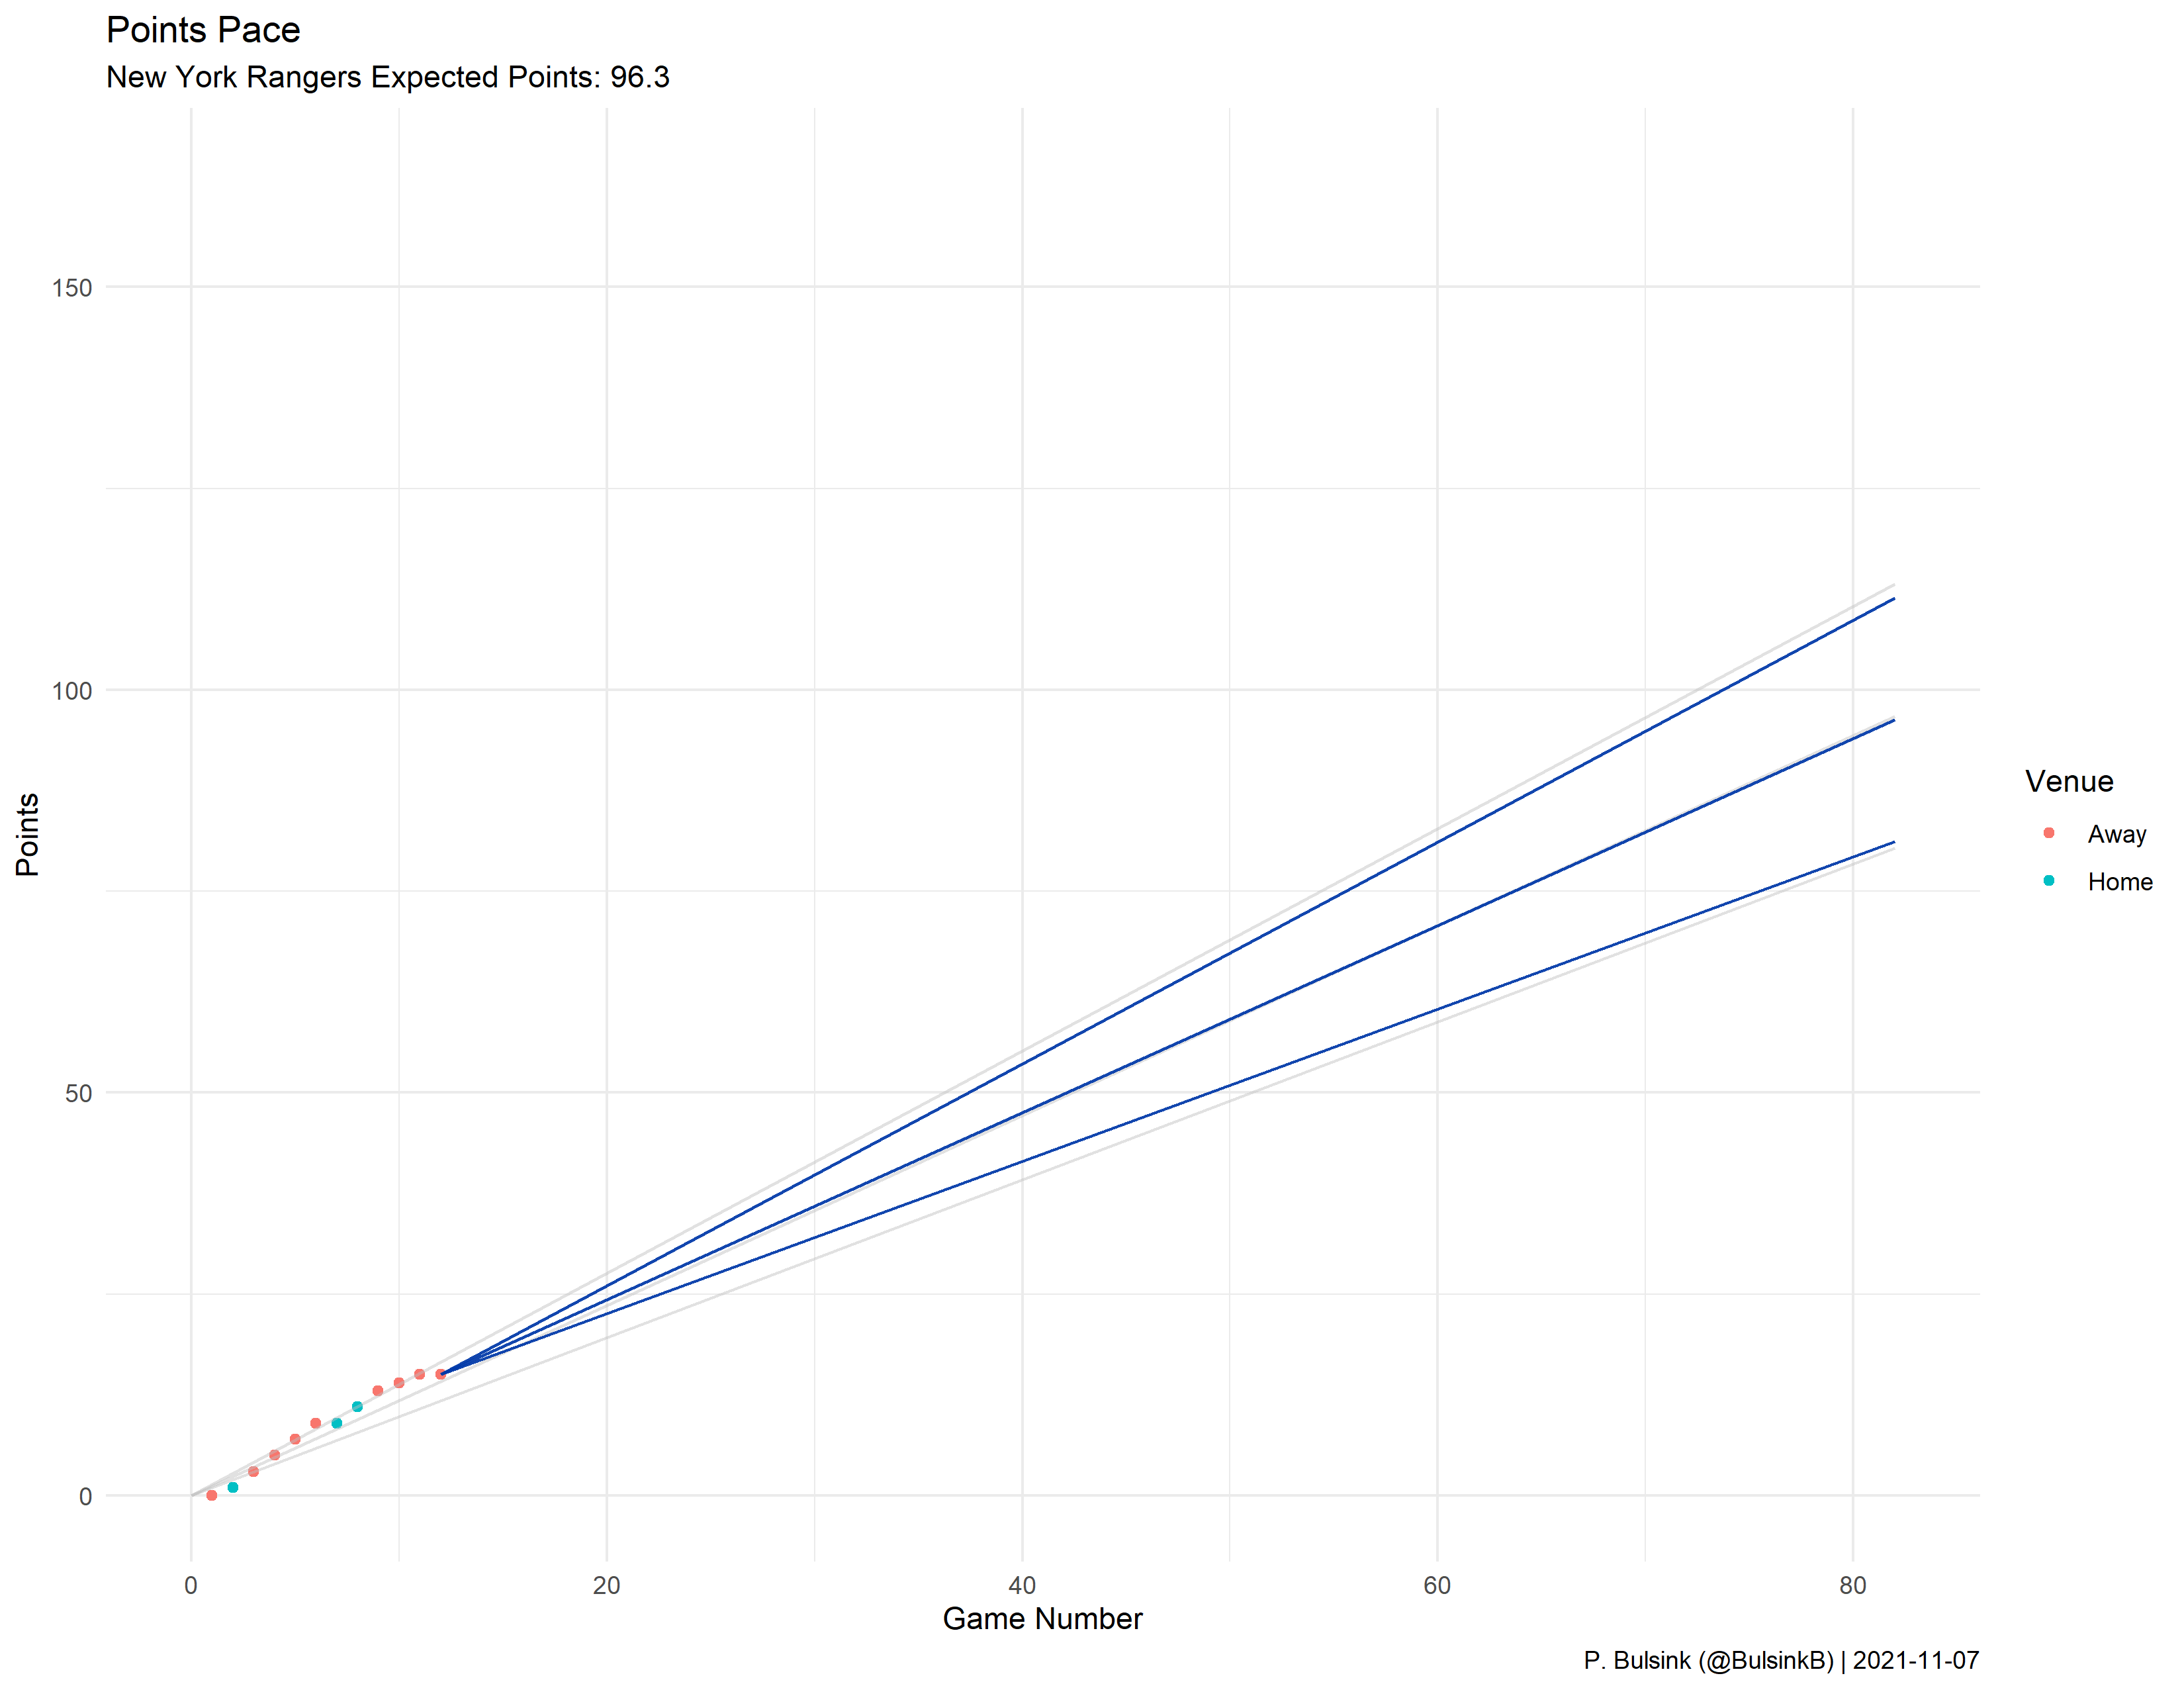 Points Pace
New York Rangers Expected Points: 96.3
150
100
50
0
Points
0 20 40 60 80
Game Number
Venue
Away
Home
P. Bulsink (@BulsinkB) | 2021-11-07